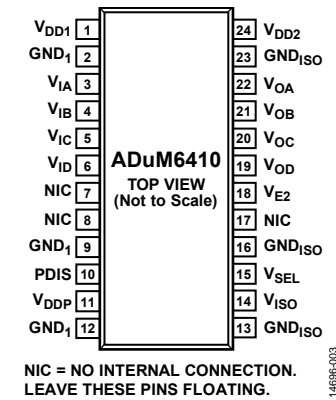 VDD1 1
GND1 2
VIA 3
VIB 4
VIC 5
VID 6
NIC 7
NIC 8
GND1 9
PDIS 10
VDDP 11
GND1 12
ADuM6410
TOP VIEW
(Not to Scale)
24 VDD2
23 GNDISO
22 VOA
21 VOB
20 VOC
19 VOD
18 VE2
17 NIC
16 GNDISO
15 VSEL
14 VISO
13 GNDISO
NIC = NO INTERNAL CONNECTION.
LEAVE THESE PINS FLOATING.
14696-003